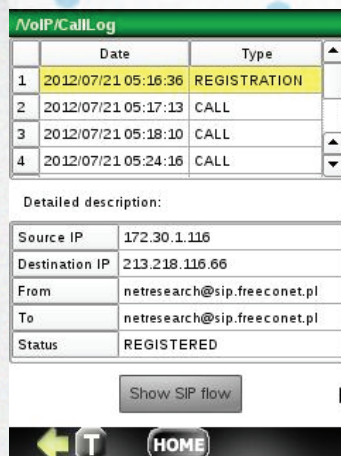 /VoIP/CallLog
Date Type
1 2012/07/21 05:16:36 REGISTRATION
2 2012/07/21 05:17:13 CALL
3 2012/07/21 05:18:10 CALL
4 2012/07/21 05:24:16 CALL
Detailed description:
Source IP 172.30.1.116
Destination IP 213.218.116.66
From netresearch@sip.freeconet.pl
To netresearch@sip.freeconet.pl
Status REGISTERED
Show SIP flow
T HOME